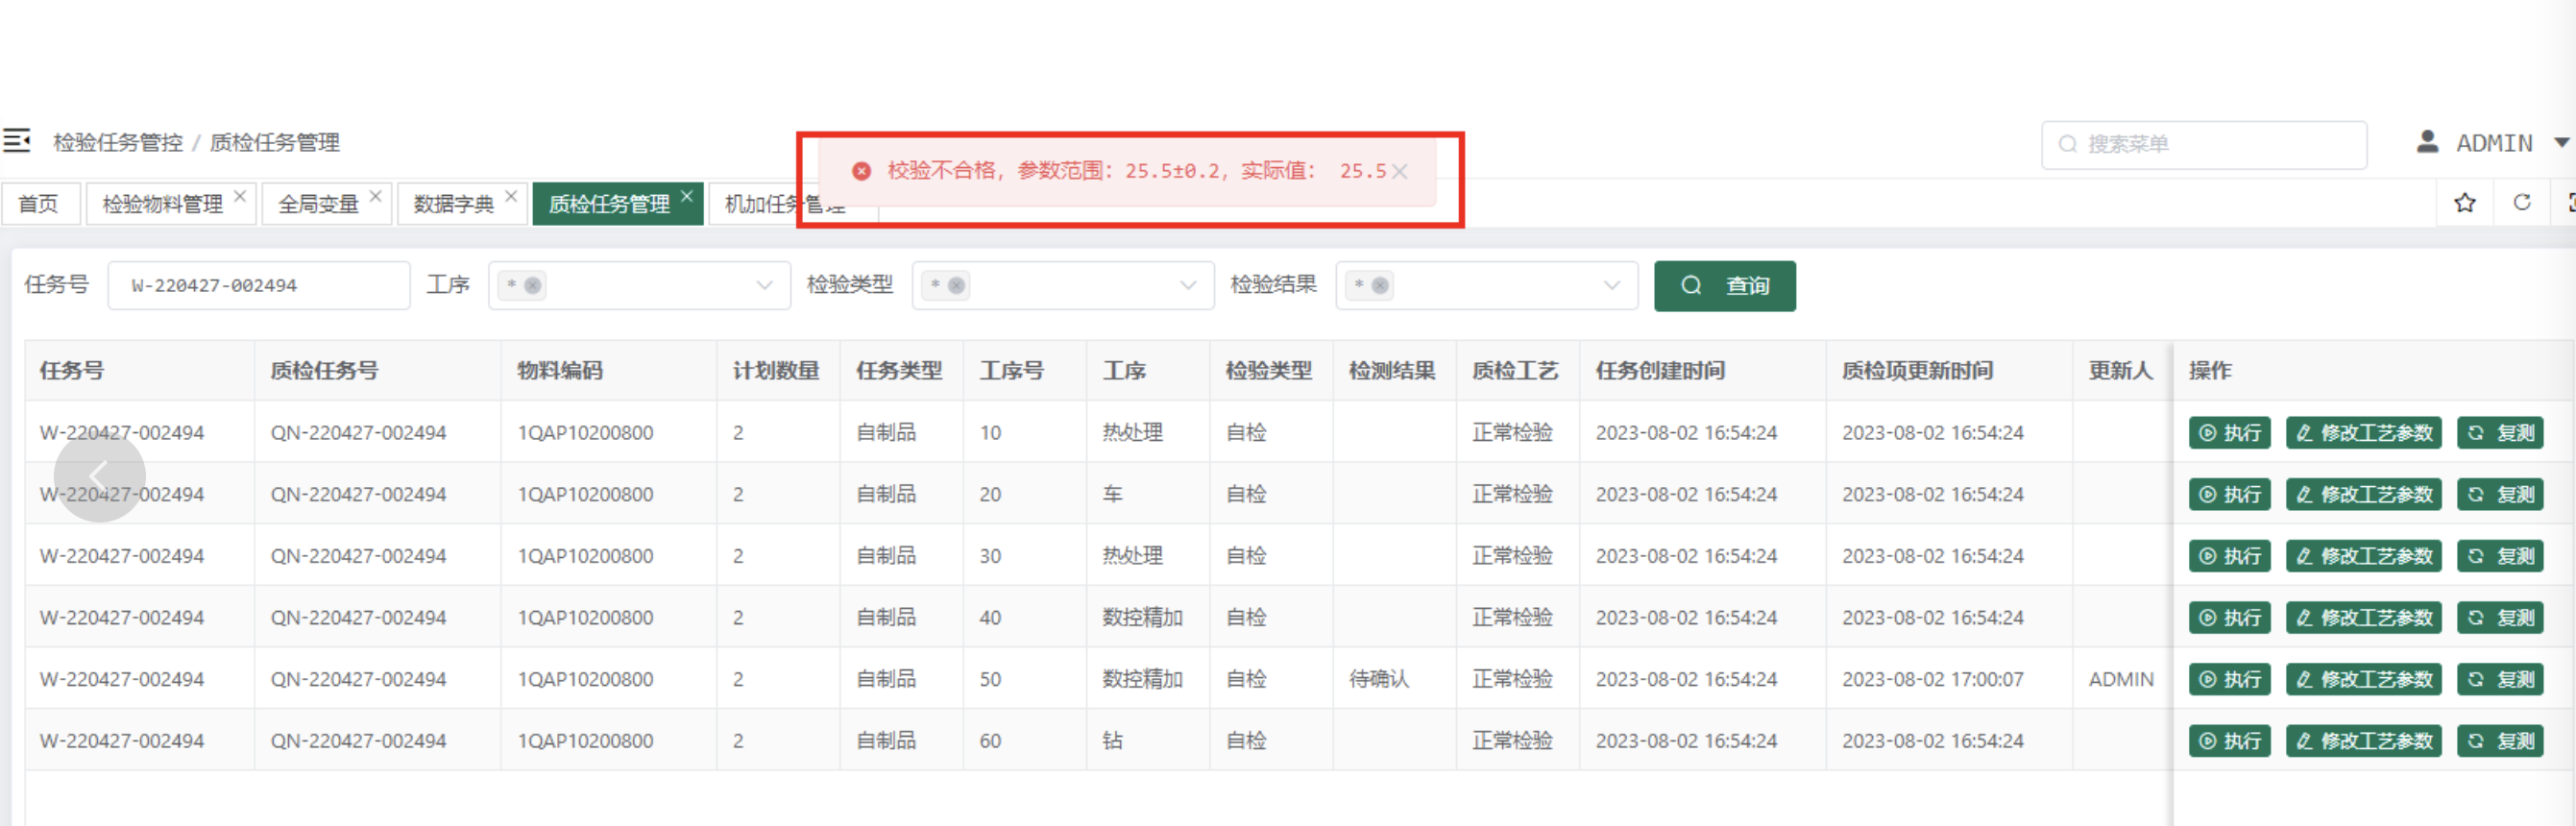 检验任务管控 / 质检任务管理
校验不合格，参数范围：25.5±0.2，实际值： 25.5
搜索菜单
ADMIN
首页 检验物料管理 全局变量 数据字典 质检任务管理 机加任务管理
任务号 W-220427-002494 工序 * 检验类型 * 检验结果 * 查询
任务号 质检任务号 物料编码 计划数量 任务类型 工序号 工序 检验类型 检测结果 质检工艺 任务创建时间 质检项更新时间 更新人 操作
W-220427-002494 QN-220427-002494 1QAP10200800 2 自制品 10 热处理 自检 正常检验 2023-08-02 16:54:24 2023-08-02 16:54:24 执行 修改工艺参数 复测
W-220427-002494 QN-220427-002494 1QAP10200800 2 自制品 20 车 自检 正常检验 2023-08-02 16:54:24 2023-08-02 16:54:24 执行 修改工艺参数 复测
W-220427-002494 QN-220427-002494 1QAP10200800 2 自制品 30 热处理 自检 正常检验 2023-08-02 16:54:24 2023-08-02 16:54:24 执行 修改工艺参数 复测
W-220427-002494 QN-220427-002494 1QAP10200800 2 自制品 40 数控精加 自检 正常检验 2023-08-02 16:54:24 2023-08-02 16:54:24 执行 修改工艺参数 复测
W-220427-002494 QN-220427-002494 1QAP10200800 2 自制品 50 数控精加 自检 待确认 正常检验 2023-08-02 16:54:24 2023-08-02 17:00:07 ADMIN 执行 修改工艺参数 复测
W-220427-002494 QN-220427-002494 1QAP10200800 2 自制品 60 钻 自检 正常检验 2023-08-02 16:54:24 2023-08-02 16:54:24 执行 修改工艺参数 复测